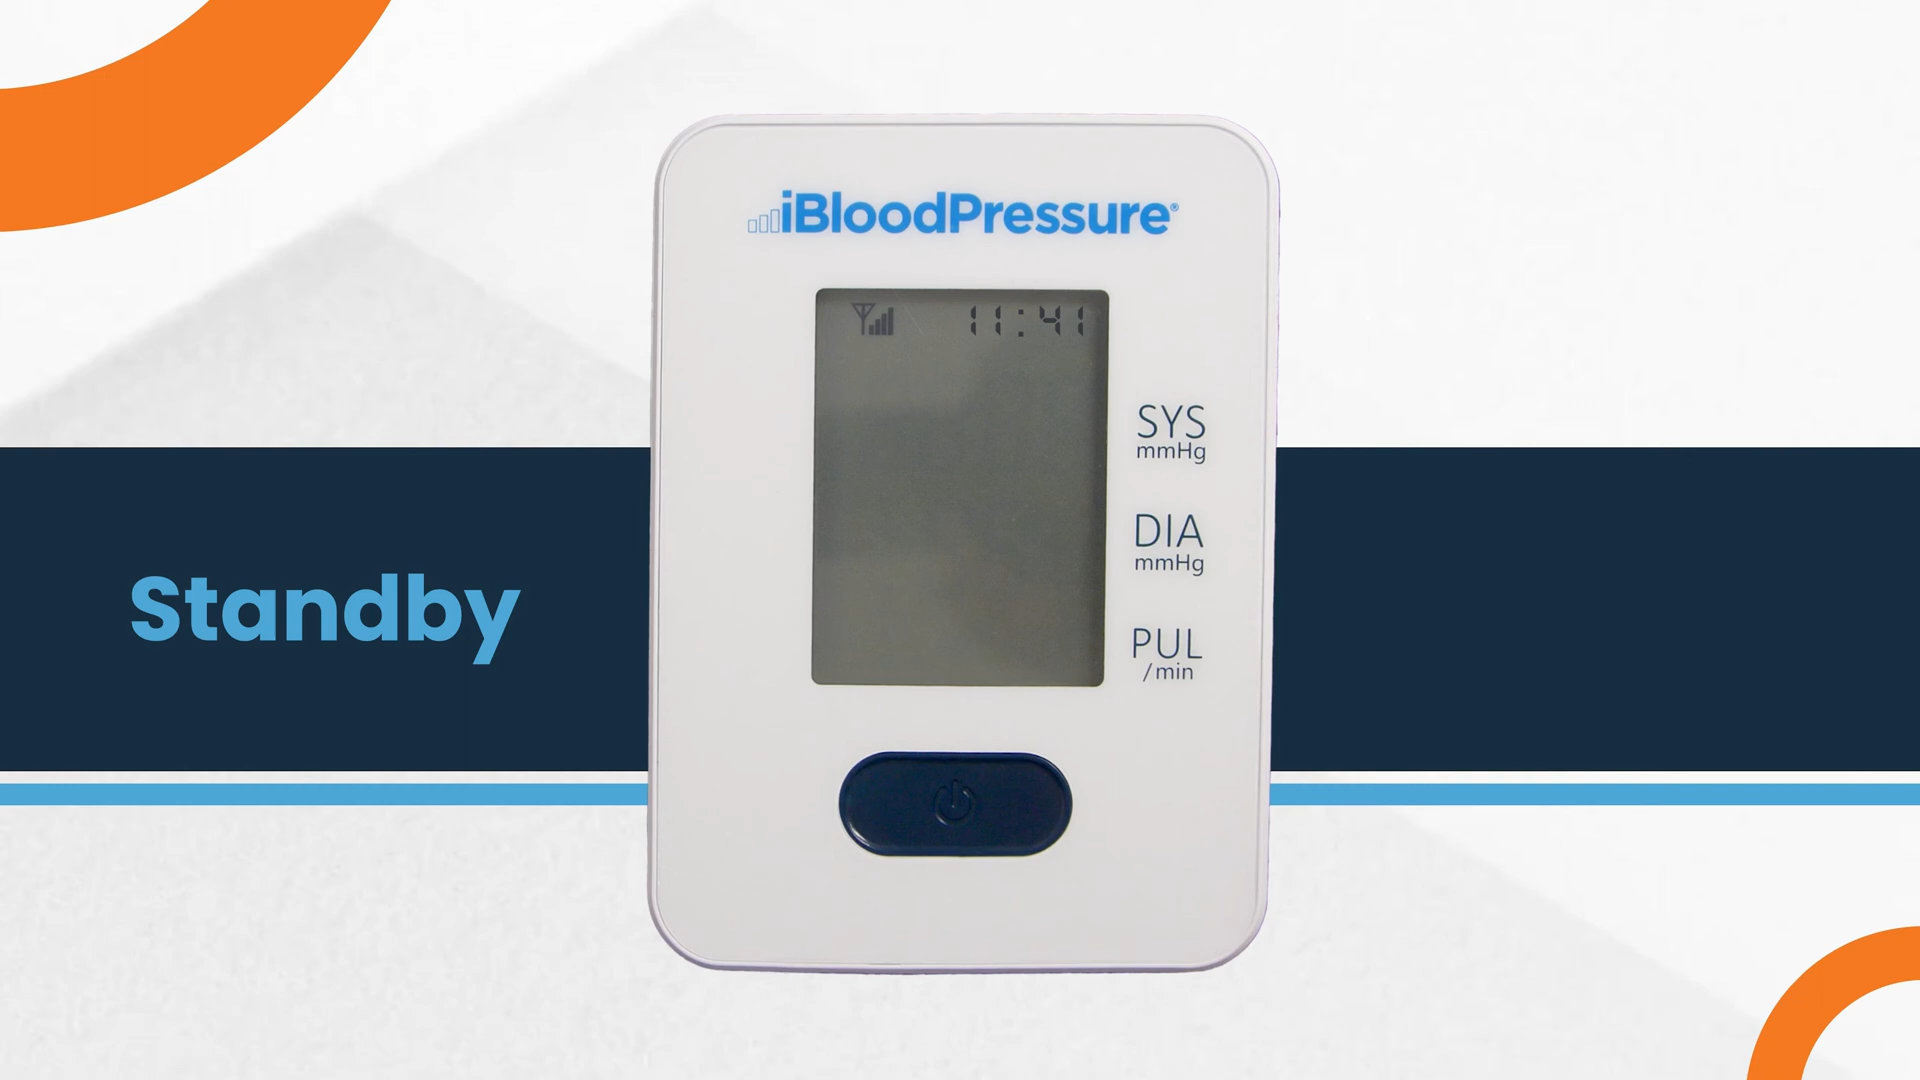 iBloodPressure®
11:41
SYS
mmHg
DIA
mmHg
PUL
/min
Standby